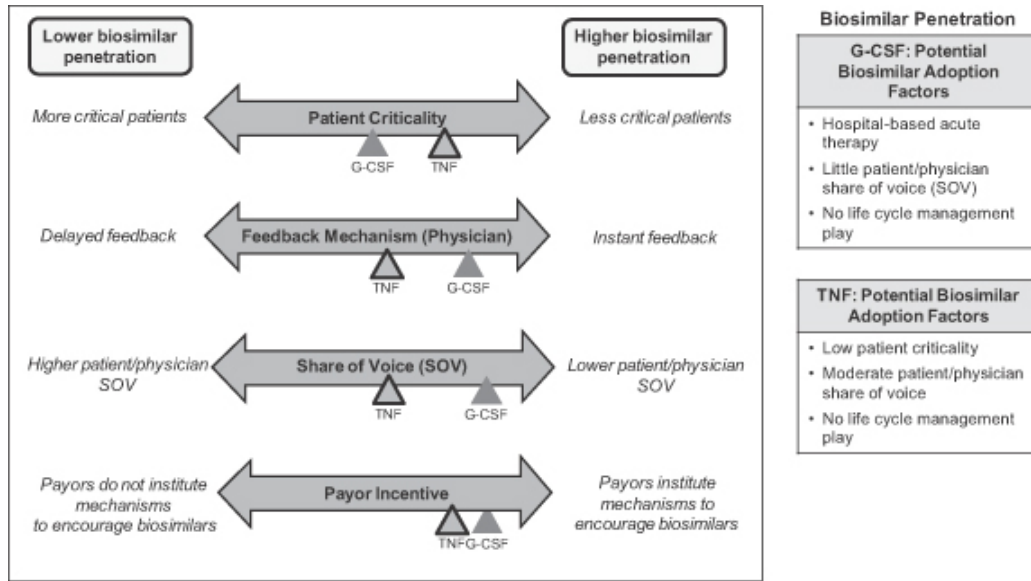 Lower biosimilar
penetration
Higher biosimilar
penetration
More critical patients
Patient Criticality
Less critical patients
G-CSF
TNF
Delayed feedback
Feedback Mechanism (Physician)
Instant feedback
TNF
G-CSF
Higher patient/physician
SOV
Share of Voice (SOV)
Lower patient/physician
SOV
TNF
G-CSF
Payors do not institute
mechanisms
to encourage biosimilars
Payor Incentive
Payors institute
mechanisms to
encourage biosimilars
TNF
G-CSF
Biosimilar Penetration
G-CSF: Potential
Biosimilar Adoption
Factors
• Hospital-based acute
therapy
• Little patient/physician
share of voice (SOV)
• No life cycle management
play
TNF: Potential Biosimilar
Adoption Factors
• Low patient criticality
• Moderate patient/physician
share of voice
• No life cycle management
play